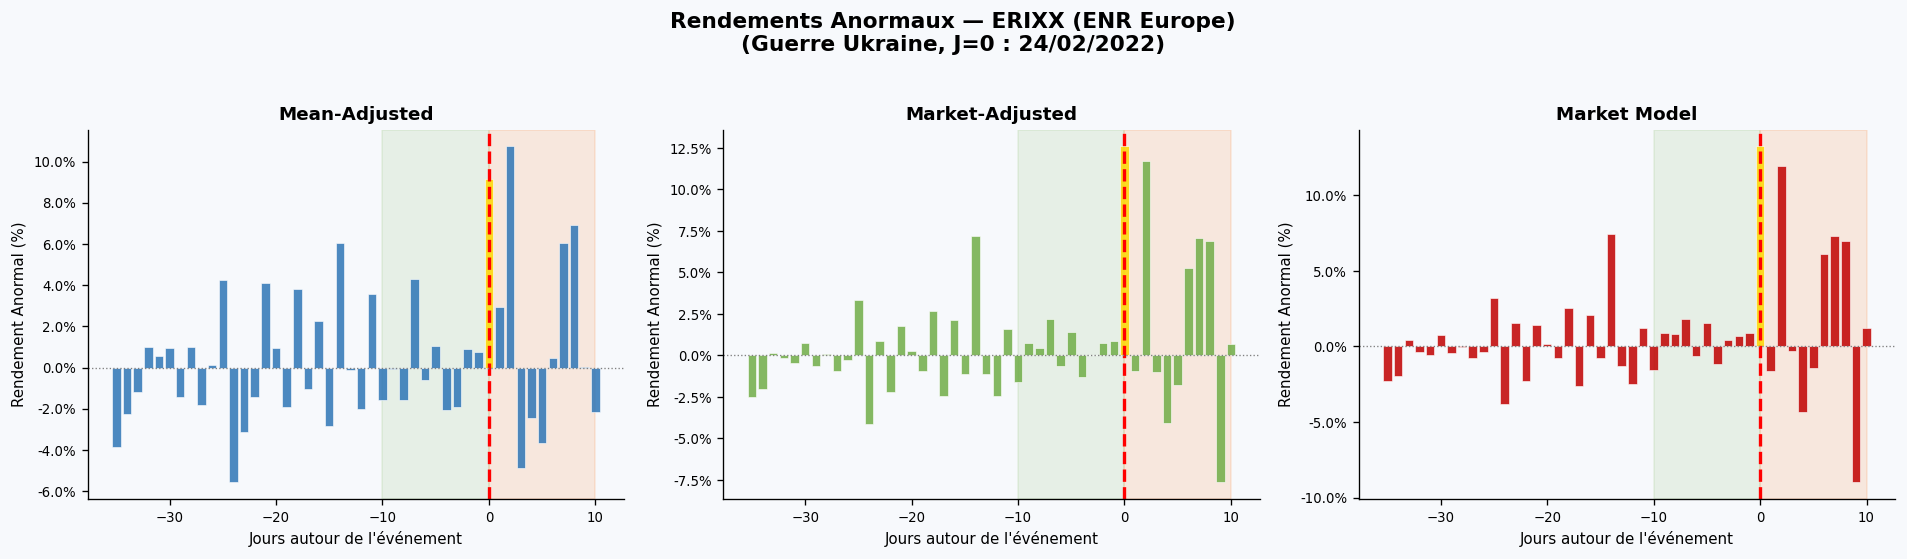 Rendements Anormaux — ERIXX (ENR Europe)
(Guerre Ukraine, J=0 : 24/02/2022)
Mean-Adjusted
Rendement Anormal (%)
10.0%
8.0%
6.0%
4.0%
2.0%
0.0%
-2.0%
-4.0%
-6.0%
−30 −20 −10 0 10
Jours autour de l'événement
Market-Adjusted
Rendement Anormal (%)
12.5%
10.0%
7.5%
5.0%
2.5%
0.0%
-2.5%
-5.0%
-7.5%
−30 −20 −10 0 10
Jours autour de l'événement
Market Model
Rendement Anormal (%)
10.0%
5.0%
0.0%
-5.0%
-10.0%
−30 −20 −10 0 10
Jours autour de l'événement